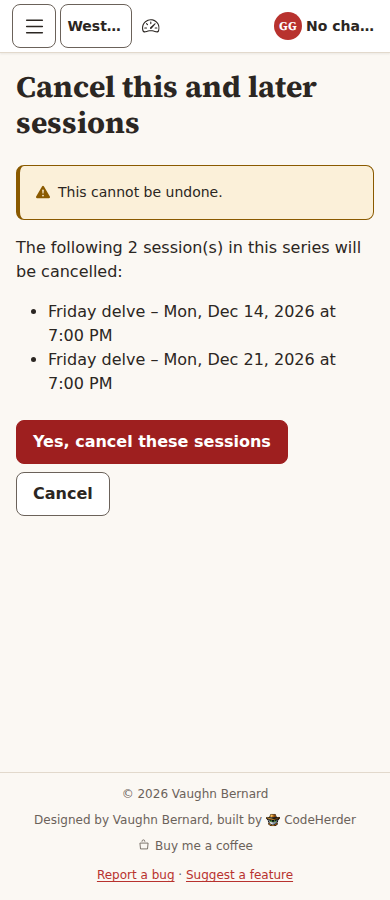 West...
GG No cha...
Cancel this and later
sessions
This cannot be undone.
The following 2 session(s) in this series will
be cancelled:
• Friday delve – Mon, Dec 14, 2026 at
7:00 PM
• Friday delve – Mon, Dec 21, 2026 at
7:00 PM
Yes, cancel these sessions
Cancel
© 2026 Vaughn Bernard
Designed by Vaughn Bernard, built by CodeHerder
Buy me a coffee
Report a bug · Suggest a feature